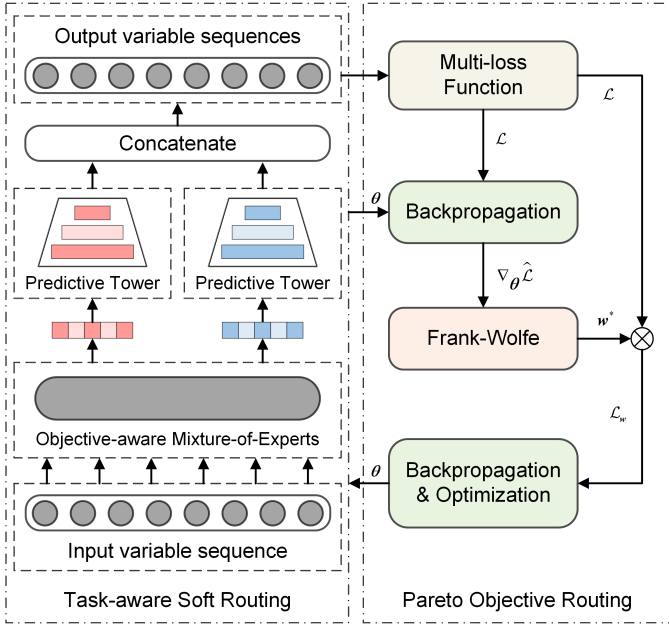 Output variable sequences
Concatenate
Predictive Tower
Predictive Tower
Objective-aware Mixture-of-Experts
Input variable sequence
Task-aware Soft Routing
Multi-loss
Function
ℒ
ℒ
θ
Backpropagation
∇θ ℒ̂
Frank-Wolfe
w*
ℒw
θ
Backpropagation
& Optimization
Pareto Objective Routing